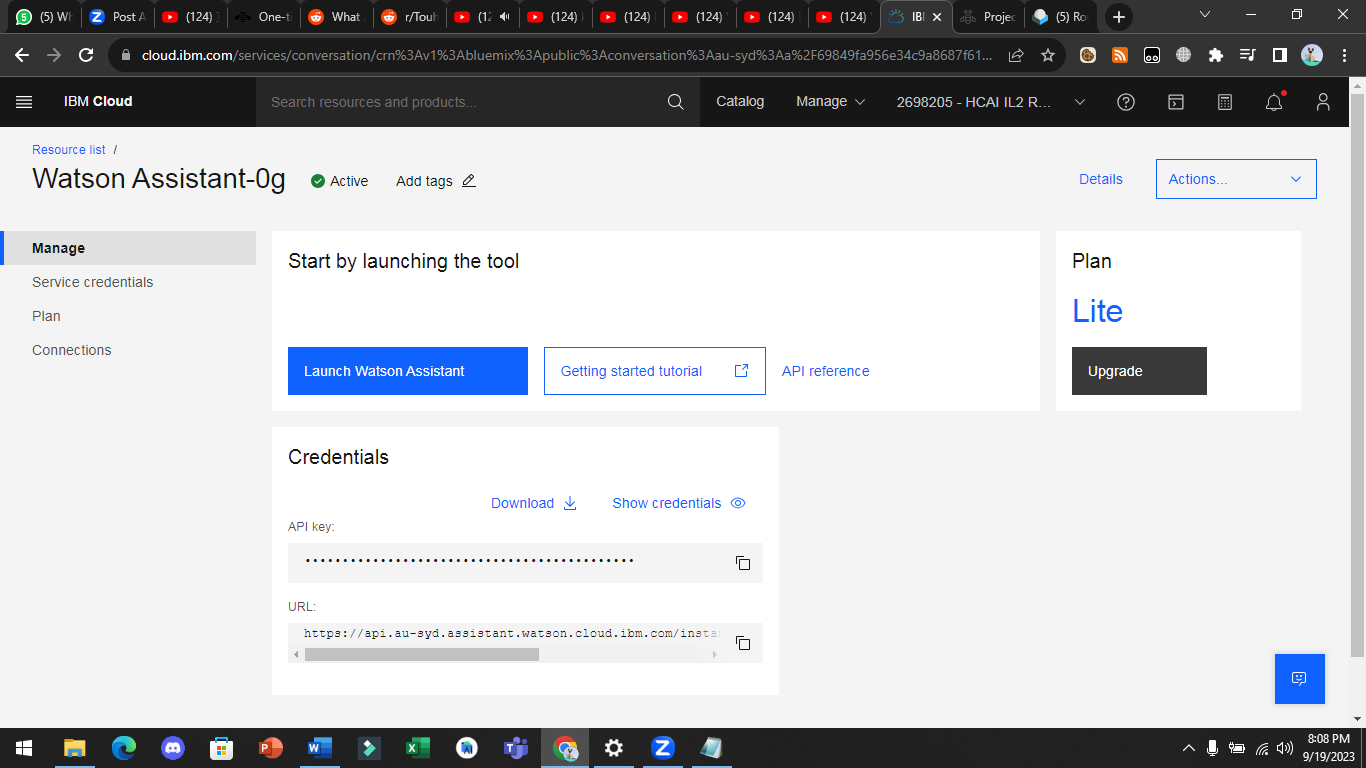 (5) W
Post A
(124)
One-t
What
r/Touh
(12
(124)
(124)
(124)
(124)
(124)
IB
Projec
(5) Ro
cloud.ibm.com/services/conversation/crn%3Av1%3Abluemix%3Apublic%3Aconversation%3Aau-syd%3Aa%2F69849fa956e34c9a8687f61...
IBM Cloud
Search resources and products...
Catalog
Manage
2698205 - HCAI IL2 R...
Resource list /
Watson Assistant-0g
Active
Add tags
Details
Actions...
Manage
Service credentials
Plan
Connections
Start by launching the tool
Launch Watson Assistant
Getting started tutorial
API reference
Plan
Lite
Upgrade
Credentials
Download
Show credentials
API key:
••••••••••••••••••••••••••••••••••••••••••••
URL:
https://api.au-syd.assistant.watson.cloud.ibm.com/instan
8:08 PM
9/19/2023